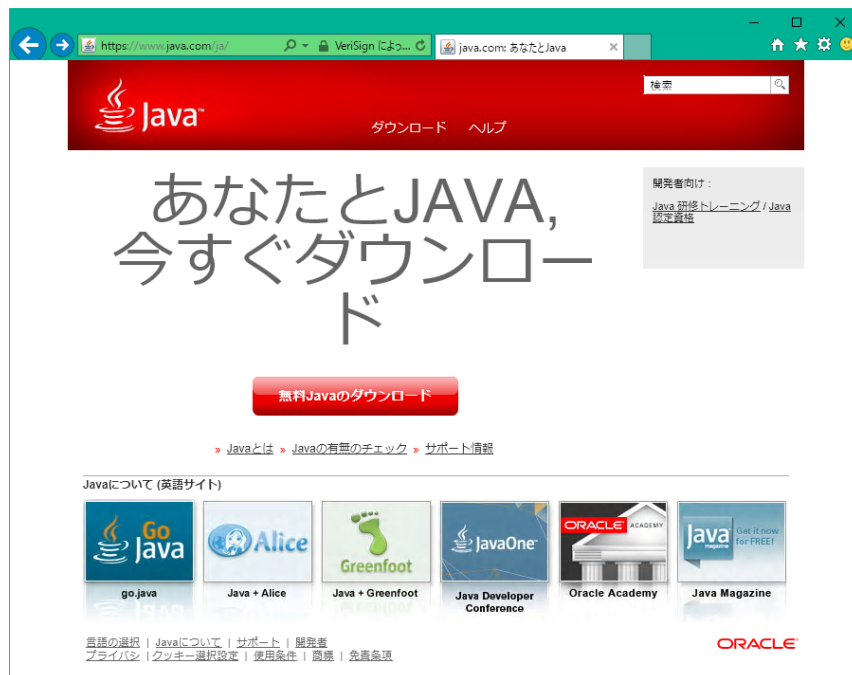 https://www.java.com/ja/
VeriSign によっ...
java.com: あなたとJava
Java™
検索
ダウンロード ヘルプ
あなたとJAVA,
今すぐダウンロー
ド
開発者向け :
Java 研修トレーニング / Java
認定資格
無料Javaのダウンロード
» Javaとは » Javaの有無のチェック » サポート情報
Javaについて (英語サイト)
Go
Java
Alice
Greenfoot
JavaOne™
ORACLE ACADEMY
Java magazine
Get it now
for FREE!
go.java
Java + Alice
Java + Greenfoot
Java Developer
Conference
Oracle Academy
Java Magazine
言語の選択 | Javaについて | サポート | 開発者
プライバシ | クッキー選択設定 | 使用条件 | 商標 | 免責条項
ORACLE